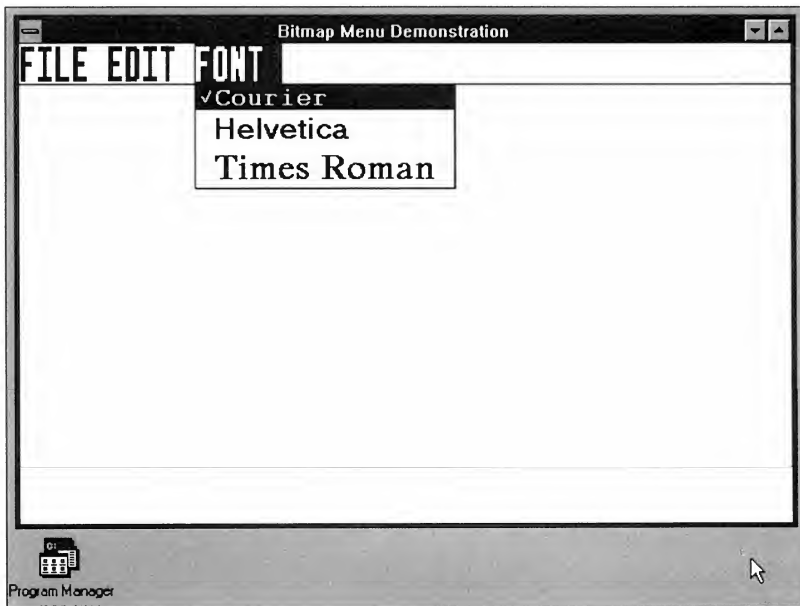 Bitmap Menu Demonstration
FILE EDIT FONT
√Courier
Helvetica
Times Roman
C:
Program Manager